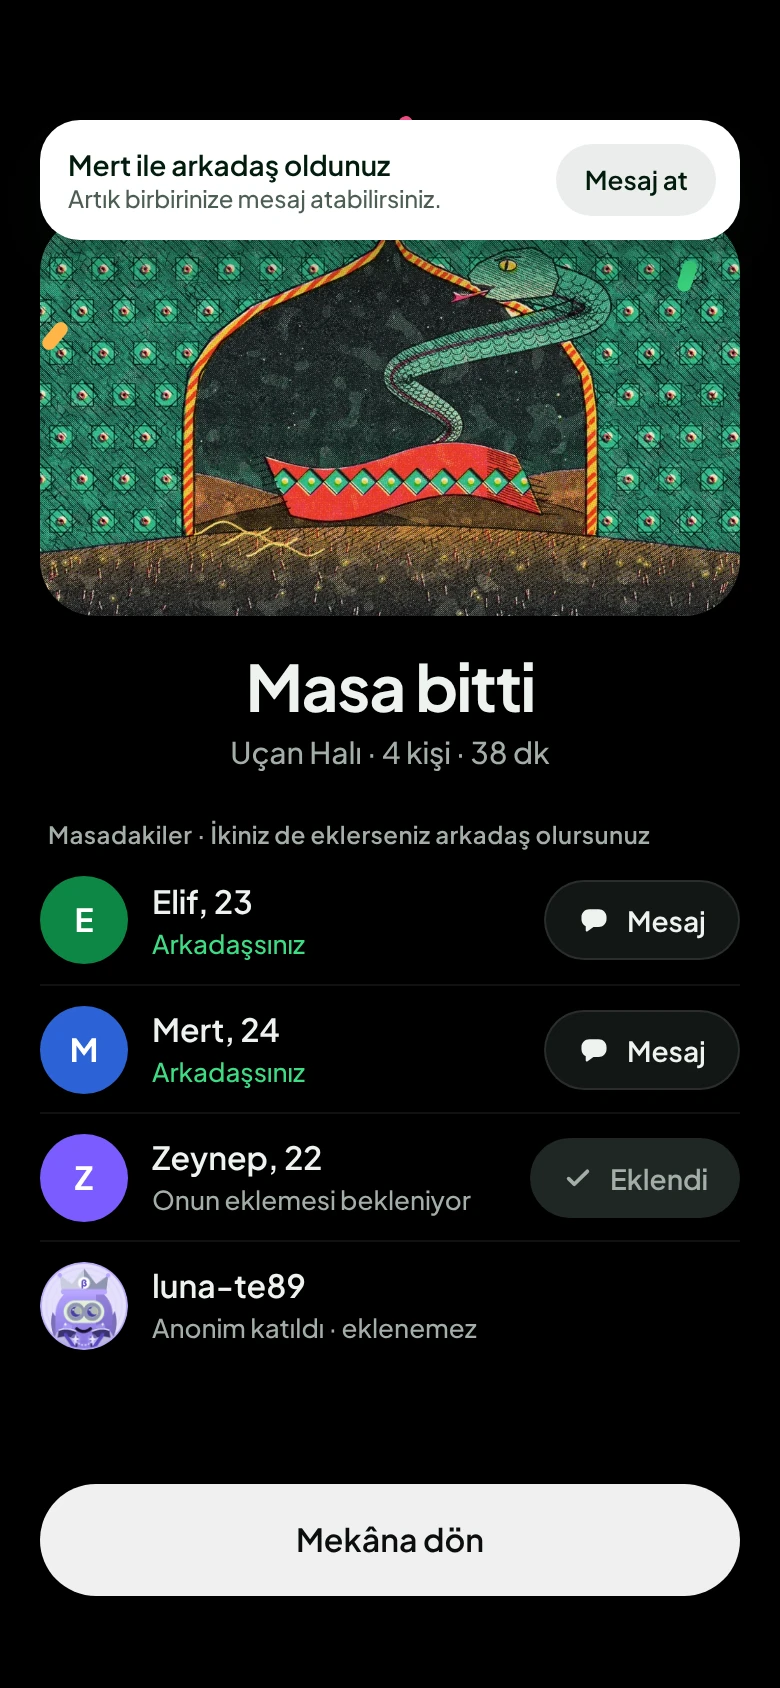 Mert ile arkadaş oldunuz
Artık birbirinize mesaj atabilirsiniz.
Mesaj at
Masa bitti
Uçan Halı · 4 kişi · 38 dk
Masadakiler · İkiniz de eklerseniz arkadaş olursunuz
E
Elif, 23
Arkadaşsınız
Mesaj
M
Mert, 24
Arkadaşsınız
Mesaj
Z
Zeynep, 22
Onun eklemesi bekleniyor
Eklendi
β
luna-te89
Anonim katıldı · eklenemez
Mekâna dön